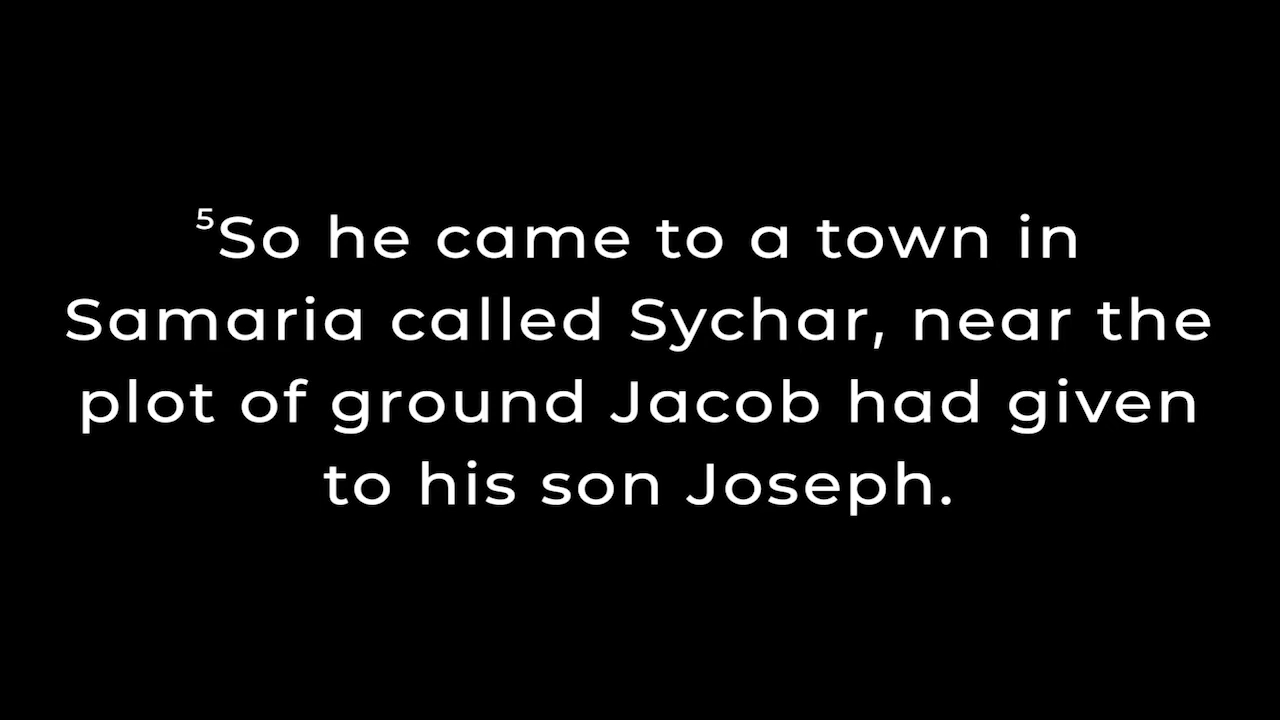 ⁵So he came to a town in
Samaria called Sychar, near the
plot of ground Jacob had given
to his son Joseph.